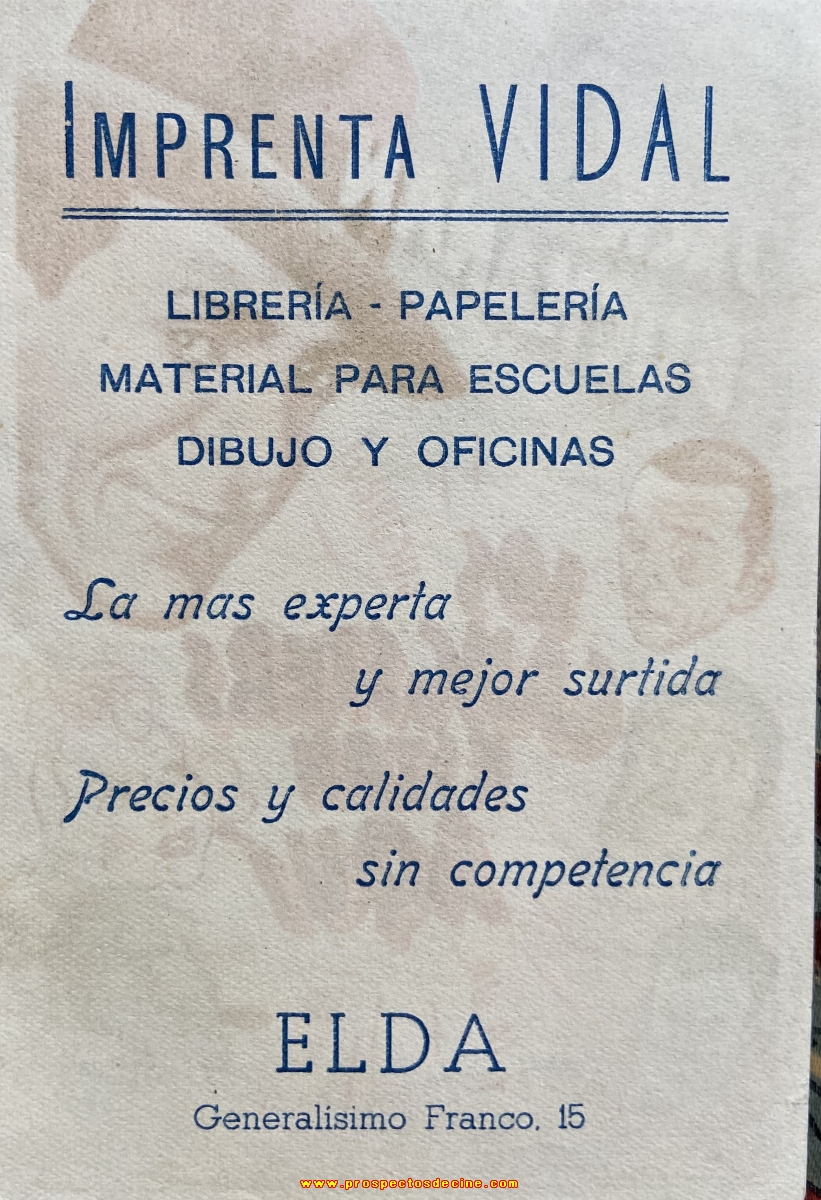 IMPRENTA VIDAL
LIBRERÍA - PAPELERÍA
MATERIAL PARA ESCUELAS
DIBUJO Y OFICINAS
La mas experta
y mejor surtida
Precios y calidades
sin competencia
ELDA
Generalísimo Franco, 15
www.prospectosdecine.com